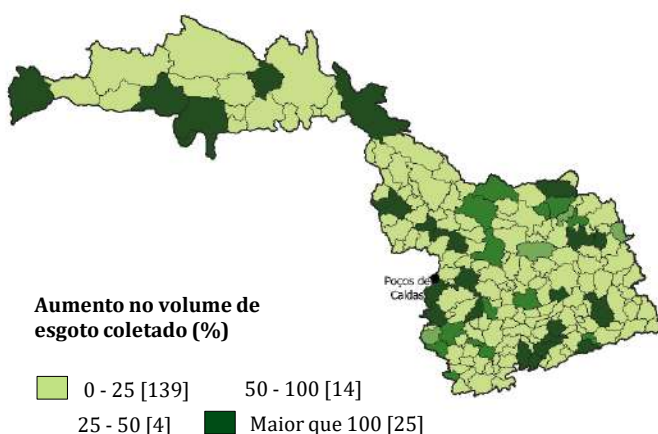 Poços de
Caldas
Aumento no volume de
esgoto coletado (%)
0 - 25 [139]
50 - 100 [14]
25 - 50 [4]
Maior que 100 [25]